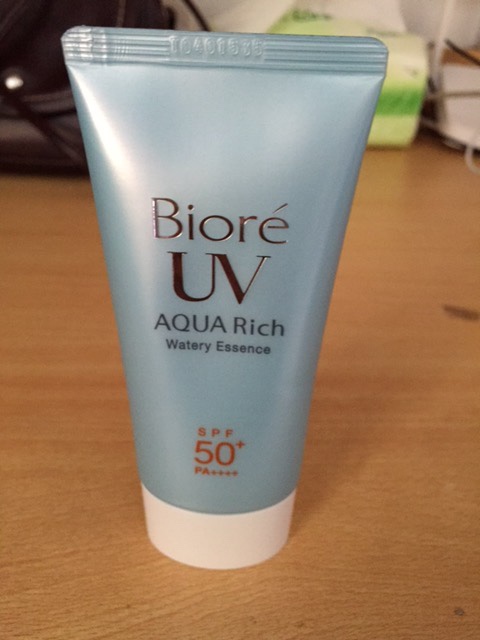 Bioré
UV
AQUA Rich
Watery Essence
SPF
50+
PA++++